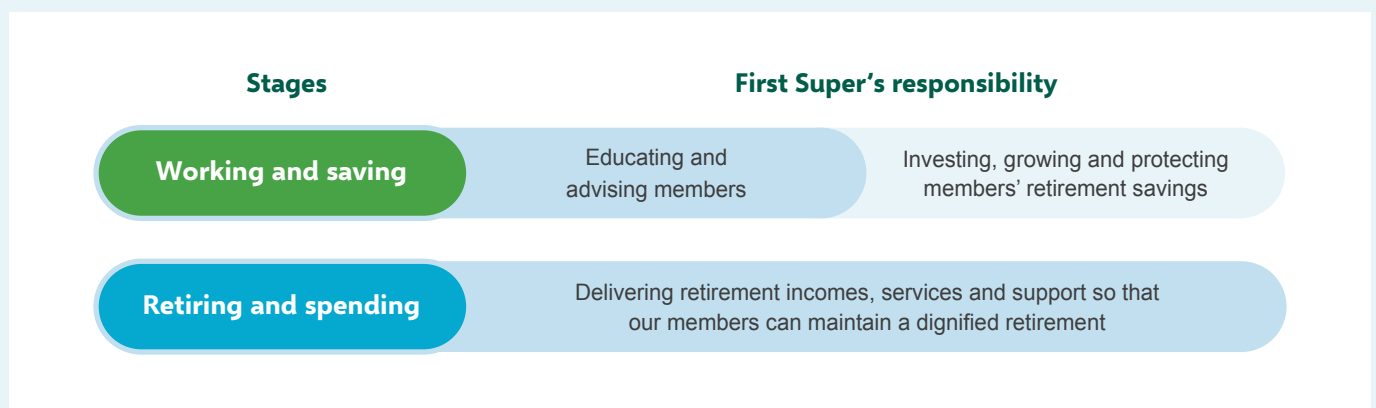 Stages
First Super’s responsibility
Working and saving
Educating and
advising members
Investing, growing and protecting
members’ retirement savings
Retiring and spending
Delivering retirement incomes, services and support so that
our members can maintain a dignified retirement